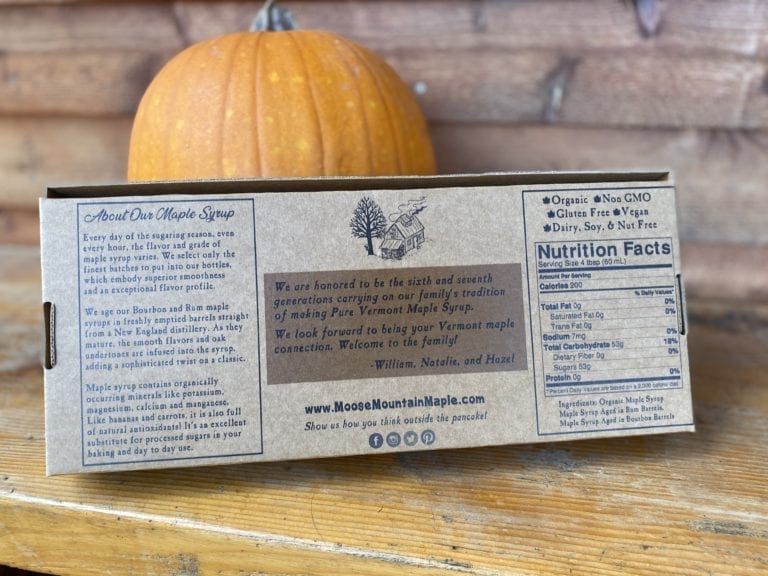 About Our Maple Syrup
Every day of the sugaring season, even
every hour, the flavor and grade of
maple syrup varies. We select only the
finest batches to put into our bottles,
which embody superior smoothness
and an exceptional flavor profile.
We age our Bourbon and Rum maple
syrups in freshly emptied barrels straight
from a New England distillery. As they
mature, the smooth flavors and oak
undertones are infused into the syrup,
adding a sophisticated twist on a classic.
Maple syrup contains organically
occurring minerals like potassium,
magnesium, calcium and manganese.
Like bananas and carrots, it is also full
of natural antioxidants! It's an excellent
substitute for processed sugars in your
baking and day to day use.
We are honored to be the sixth and seventh
generations carrying on our family's tradition
of making Pure Vermont Maple Syrup.
We look forward to being your Vermont maple
connection. Welcome to the family!
-William, Natalie, and Hazel
www.MooseMountainMaple.com
Show us how you think outside the pancake!
Organic Non GMO
Gluten Free Vegan
Dairy, Soy, & Nut Free
Nutrition Facts
Serving Size 4 tbsp (60 mL)
Amount Per Serving
Calories 200
% Daily Values*
Total Fat 0g 0%
Saturated Fat 0g 0%
Trans Fat 0g
Sodium 7mg 0%
Total Carbohydrate 53g 18%
Dietary Fiber 0g 0%
Sugars 53g
Protein 0g 0%
*Percent Daily Values are based on a 2,000 calorie diet
Ingredients: Organic Maple Syrup
Maple Syrup Aged in Rum Barrels,
Maple Syrup Aged in Bourbon Barrels